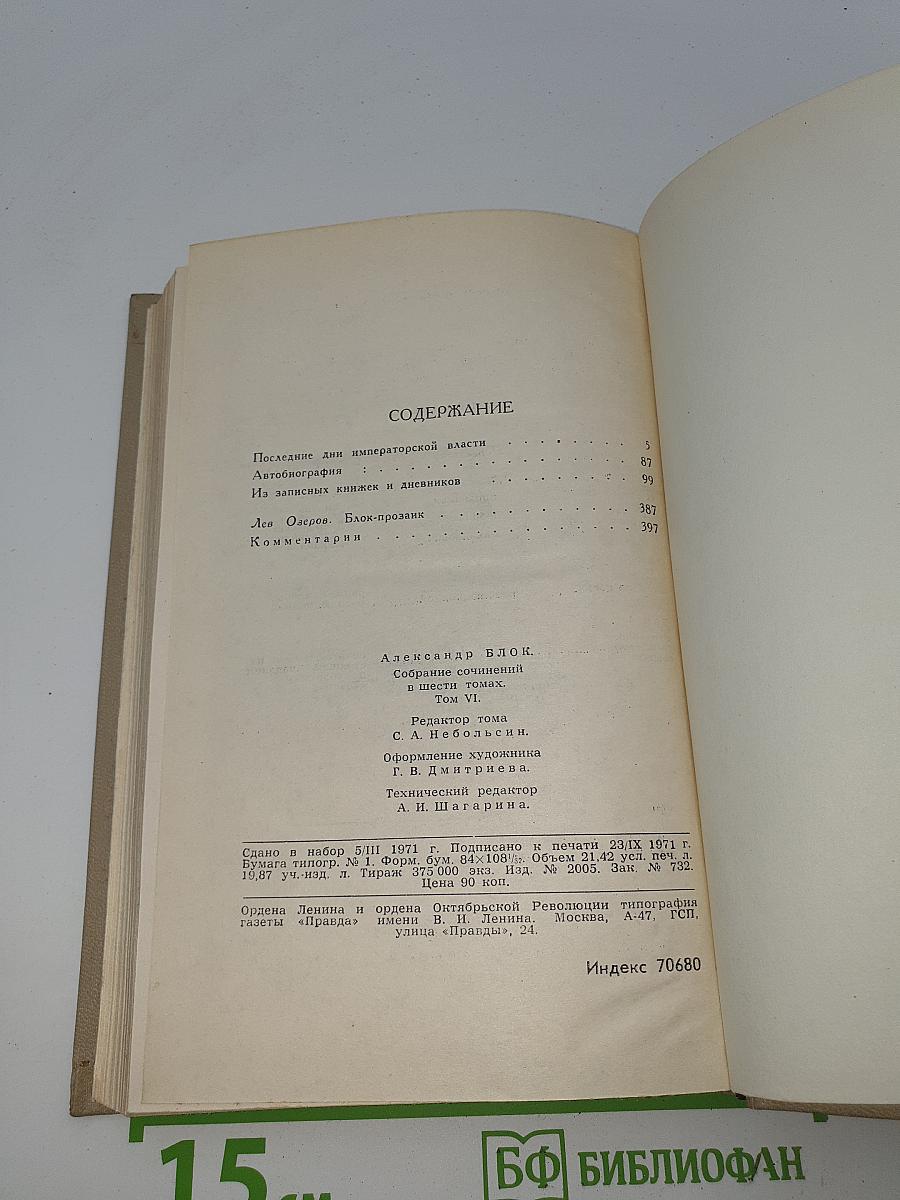 СОДЕРЖАНИЕ
Последние дни императорской власти . . . . . . . . 5
Автобиография : . . . . . . . . . . . . . . . 87
Из записных книжек и дневников . . . . . . . . . 99
Лев Озеров. Блок-прозаик . . . . . . . . . . . . 387
Комментарии . . . . . . . . . . . . . . . 397
Александр БЛОК.
Собрание сочинений
в шести томах.
Том VI.
Редактор тома
С. А. Небольсин.
Оформление художника
Г. В. Дмитриева.
Технический редактор
А. И. Шагарина.
Сдано в набор 5/III 1971 г. Подписано к печати 23/IX 1971 г.
Бумага типогр. № 1. Форм. бум. 84×108¹/₃₂. Объем 21,42 усл. печ. л.
19,87 уч.-изд. л. Тираж 375 000 экз. Изд. № 2005. Зак. № 732.
Цена 90 коп.
Ордена Ленина и ордена Октябрьской Революции типография
газеты «Правда» имени В. И. Ленина. Москва, А-47, ГСП,
улица «Правды», 24.
Индекс 70680
15 см
БФ БИБЛИОФАН